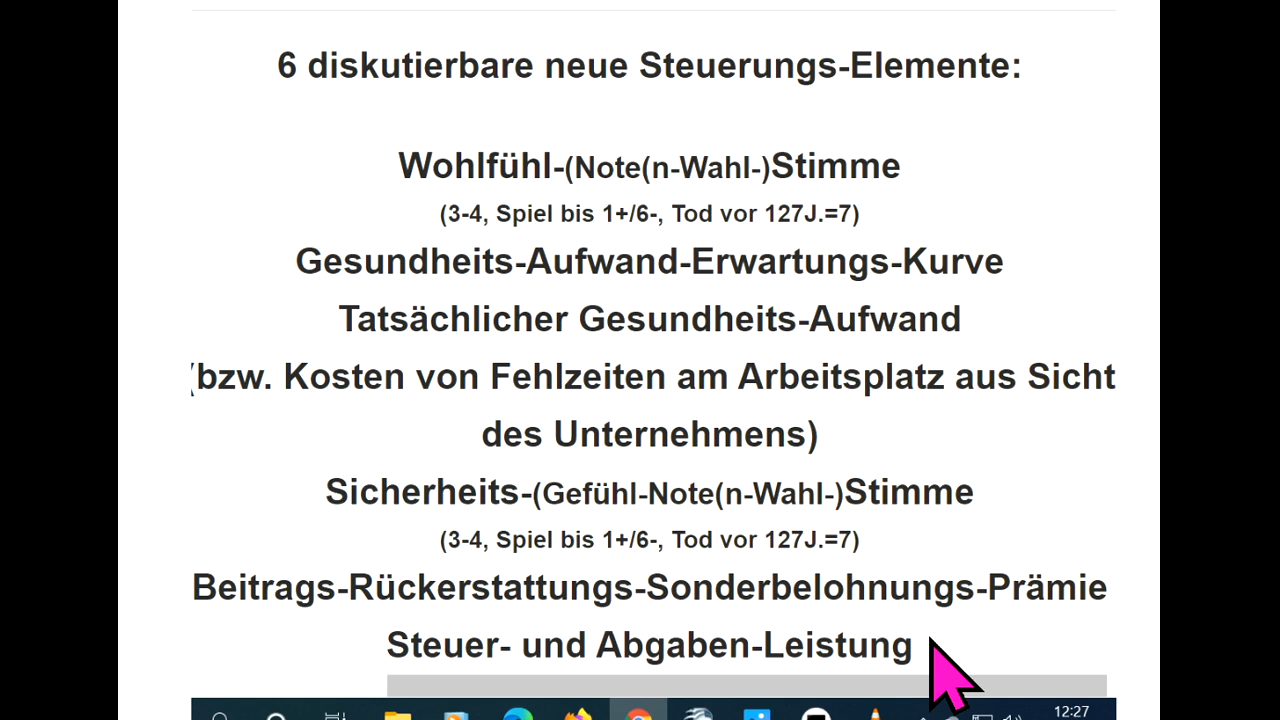 6 diskutierbare neue Steuerungs-Elemente:
Wohlfühl-(Note(n-Wahl-)Stimme
(3-4, Spiel bis 1+/6-, Tod vor 127J.=7)
Gesundheits-Aufwand-Erwartungs-Kurve
Tatsächlicher Gesundheits-Aufwand
(bzw. Kosten von Fehlzeiten am Arbeitsplatz aus Sicht
des Unternehmens)
Sicherheits-(Gefühl-Note(n-Wahl-)Stimme
(3-4, Spiel bis 1+/6-, Tod vor 127J.=7)
Beitrags-Rückerstattungs-Sonderbelohnungs-Prämie
Steuer- und Abgaben-Leistung
12:27